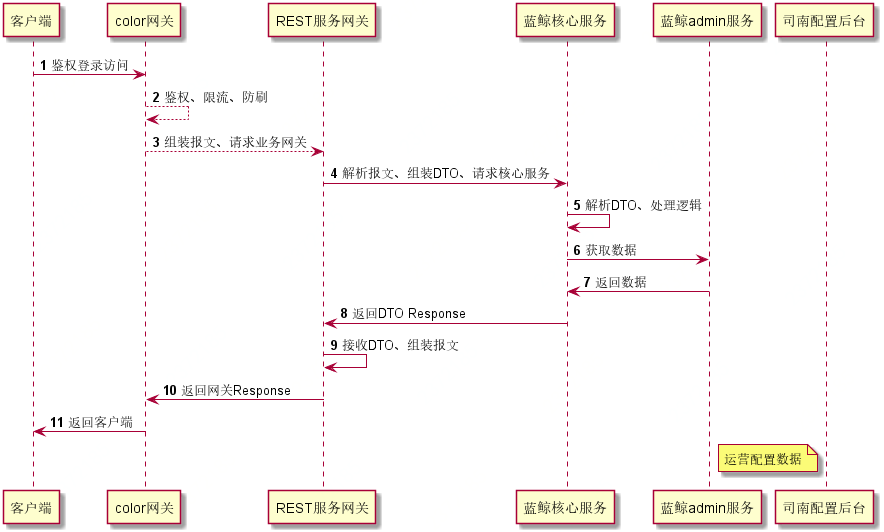 客户端 color网关 REST服务网关 蓝鲸核心服务 蓝鲸admin服务 司南配置后台
1 鉴权登录访问
2 鉴权、限流、防刷
3 组装报文、请求业务网关
4 解析报文、组装DTO、请求核心服务
5 解析DTO、处理逻辑
6 获取数据
7 返回数据
8 返回DTO Response
9 接收DTO、组装报文
10 返回网关Response
11 返回客户端
运营配置数据
客户端 color网关 REST服务网关 蓝鲸核心服务 蓝鲸admin服务 司南配置后台